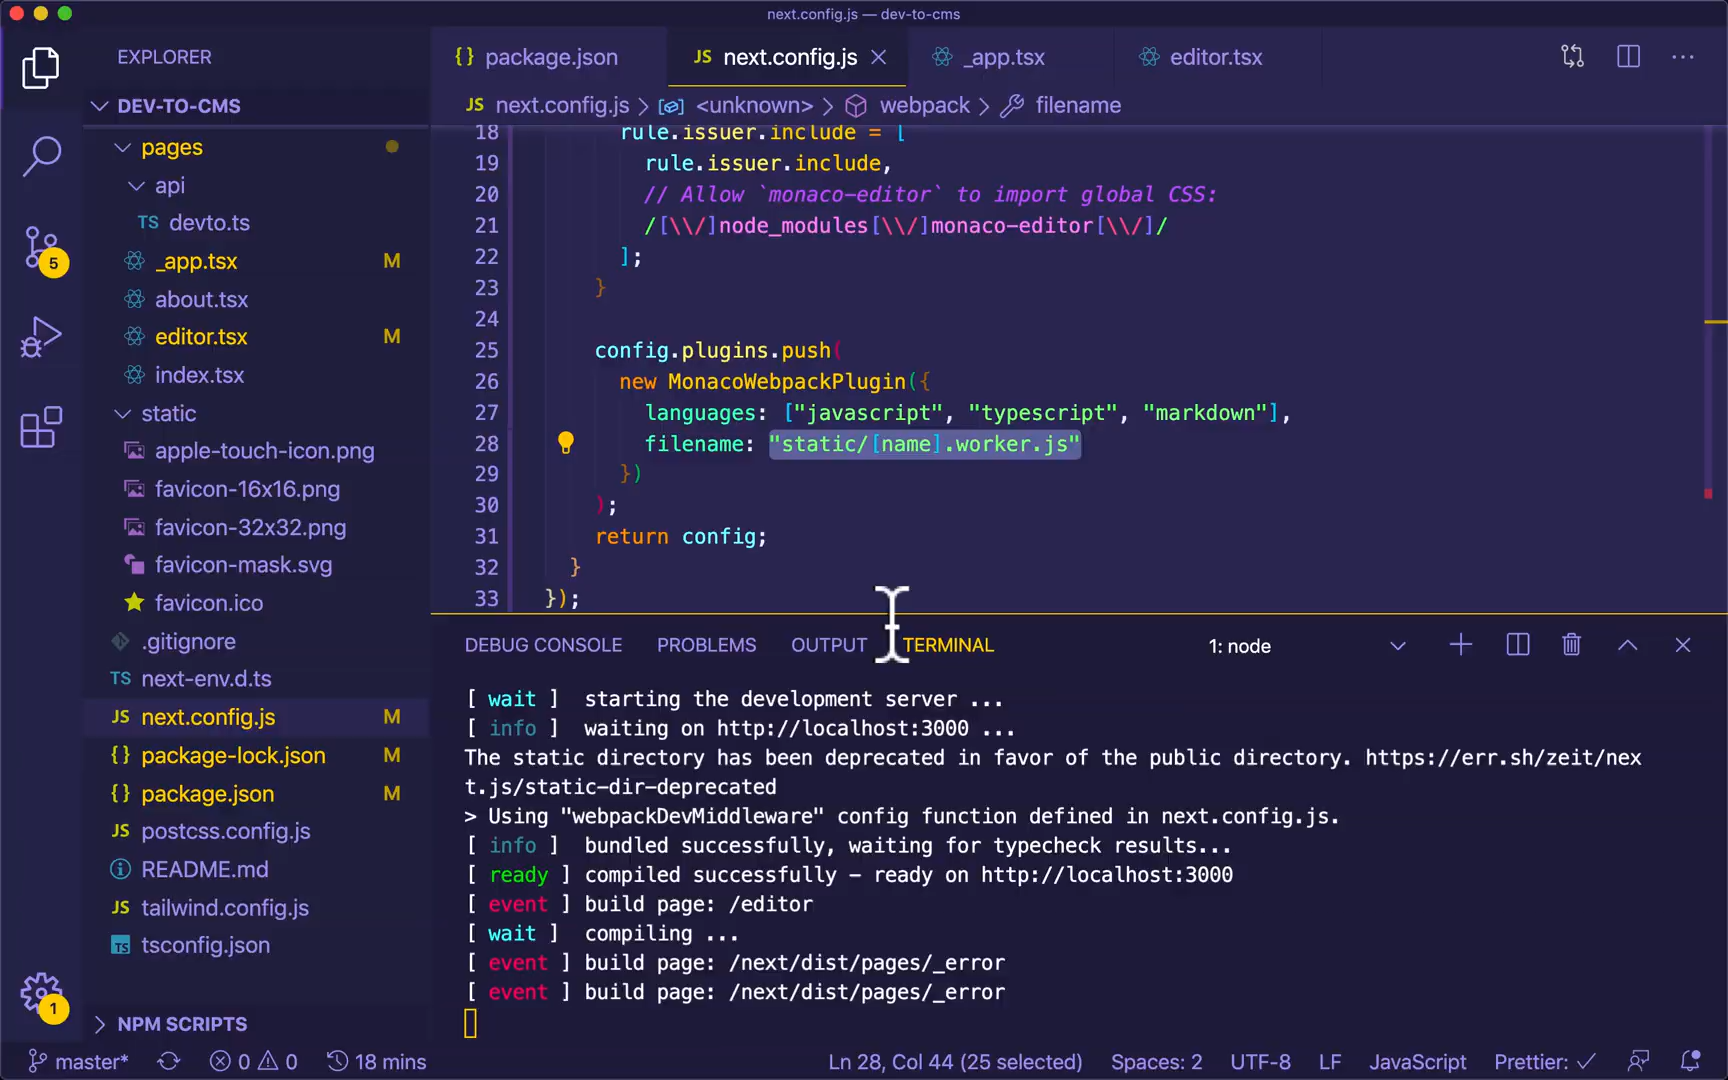 next.config.js — dev-to-cms
EXPLORER
{} package.json
JS next.config.js
_app.tsx
editor.tsx
DEV-TO-CMS
JS next.config.js > <unknown> > webpack > filename
pages
api
TS devto.ts
_app.tsx M
about.tsx
editor.tsx M
index.tsx
static
apple-touch-icon.png
favicon-16x16.png
favicon-32x32.png
favicon-mask.svg
favicon.ico
.gitignore
TS next-env.d.ts
JS next.config.js M
{} package-lock.json M
{} package.json M
JS postcss.config.js
README.md
JS tailwind.config.js
TS tsconfig.json
NPM SCRIPTS
5
1
18 rule.issuer.include = [
19 rule.issuer.include,
20 // Allow `monaco-editor` to import global CSS:
21 /[\\/]node_modules[\\/]monaco-editor[\\/]/
22 ];
23 }
24
25 config.plugins.push(
26 new MonacoWebpackPlugin({
27 languages: ["javascript", "typescript", "markdown"],
28 filename: "static/[name].worker.js"
29 })
30 );
31 return config;
32 }
33 });
DEBUG CONSOLE PROBLEMS OUTPUT TERMINAL 1: node
[ wait ] starting the development server ...
[ info ] waiting on http://localhost:3000 ...
The static directory has been deprecated in favor of the public directory. https://err.sh/zeit/nex
t.js/static-dir-deprecated
> Using "webpackDevMiddleware" config function defined in next.config.js.
[ info ] bundled successfully, waiting for typecheck results...
[ ready ] compiled successfully - ready on http://localhost:3000
[ event ] build page: /editor
[ wait ] compiling ...
[ event ] build page: /next/dist/pages/_error
[ event ] build page: /next/dist/pages/_error
master* 0 0 18 mins Ln 28, Col 44 (25 selected) Spaces: 2 UTF-8 LF JavaScript Prettier: ✓